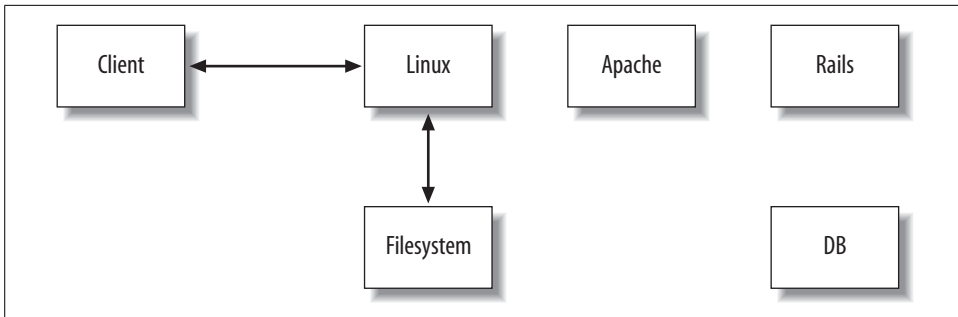 Client
Linux
Apache
Rails
Filesystem
DB